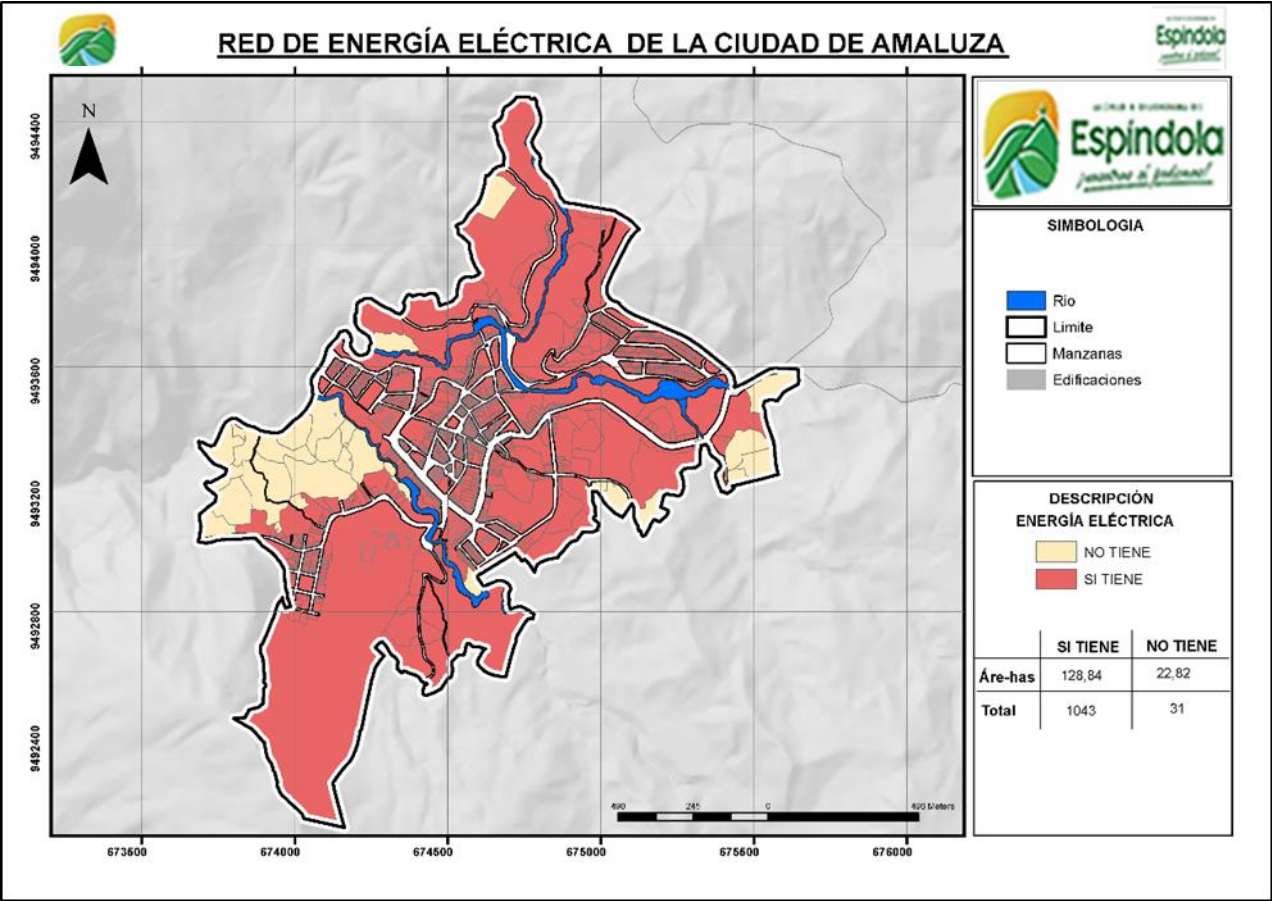 RED DE ENERGÍA ELÉCTRICA DE LA CIUDAD DE AMALUZA
Espíndola
N
9494400
9494000
9493600
9493200
9492800
9492400
673500
674000
674500
675000
675500
676000
490
245
0
490 Meters
Espíndola
SIMBOLOGIA
Rio
Limite
Manzanas
Edificaciones
DESCRIPCIÓN
ENERGÍA ELÉCTRICA
NO TIENE
SI TIENE
SI TIENE NO TIENE
Áre-has 128,84 22,82
Total 1043 31